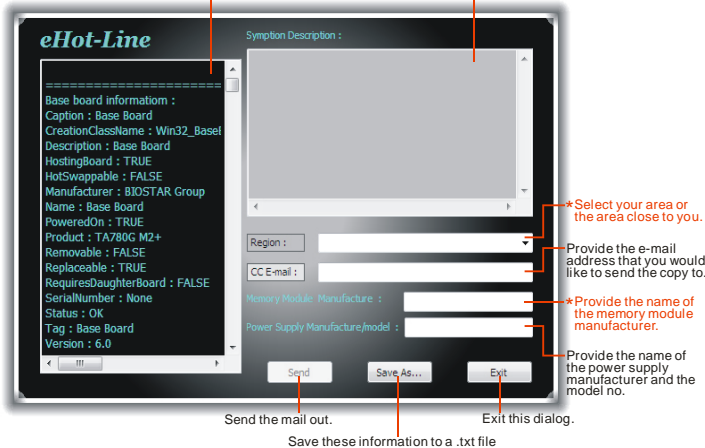 eHot-Line
Symption Description :
=======================
Base board information :
Caption : Base Board
CreationClassName : Win32_BaseB
Description : Base Board
HostingBoard : TRUE
HotSwappable : FALSE
Manufacturer : BIOSTAR Group
Name : Base Board
PoweredOn : TRUE
Product : TA780G M2+
Removable : FALSE
Replaceable : TRUE
RequiresDaughterBoard : FALSE
SerialNumber : None
Status : OK
Tag : Base Board
Version : 6.0
Region :
CC E-mail :
Memory Module Manufacture :
Power Supply Manufacture/model :
Send
Save As...
Exit
*Select your area or
the area close to you.
Provide the e-mail
address that you would
like to send the copy to.
*Provide the name of
the memory module
manufacturer.
Provide the name of
the power supply
manufacturer and the
model no.
Send the mail out.
Exit this dialog.
Save these information to a .txt file